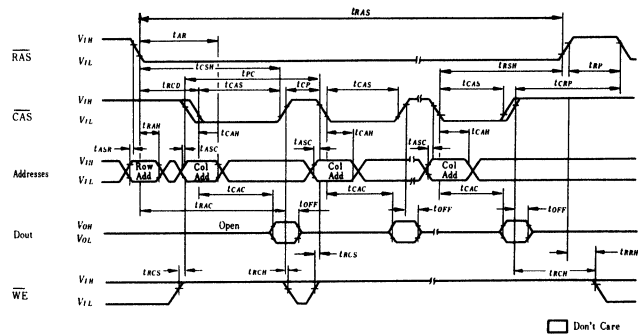 tRAS
VIH
tAR
RAS
VIL
tCSH
tRSH
tRP
tPC
tRCD
tCAS
tCP
tCAS
tCAS
tCRP
VIH
CAS
VIL
tASR
tRAH
tASC
tCAH
tASC
tCAH
tASC
tCAH
VIH
Addresses
VIL
Row Add
Col Add
Col Add
Col Add
tCAC
tCAC
tCAC
tRAC
tOFF
tOFF
tOFF
VOH
Dout
VOL
Open
tRCS
tRCH
tRCS
tRCH
tRRH
VIH
WE
VIL
Don't Care